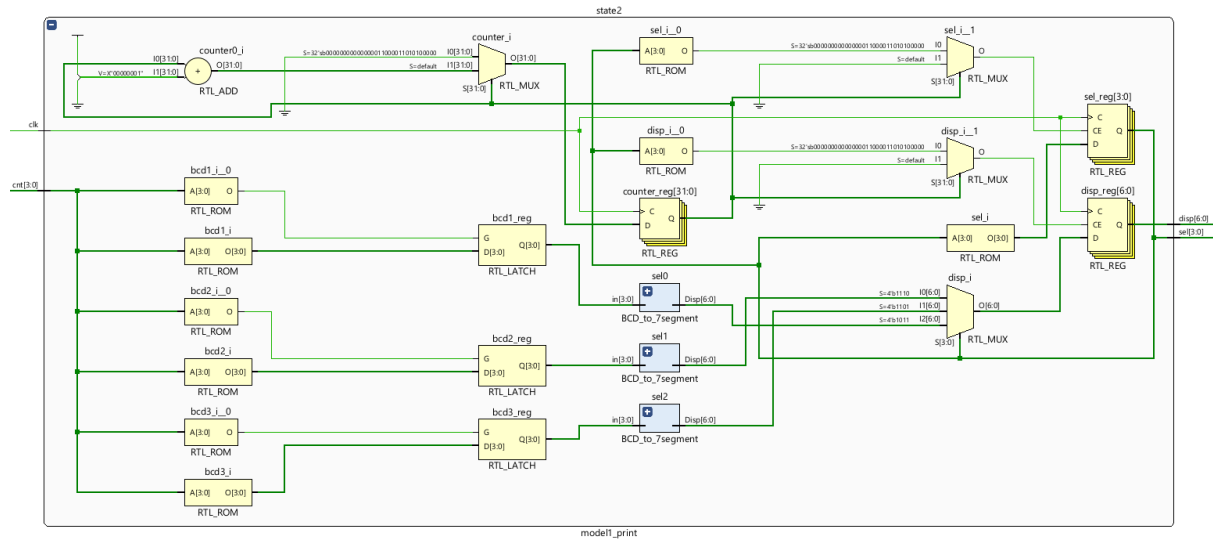 state2
counter0_i
I0[31:0]
V=X"00000001"
I1[31:0]
+
O[31:0]
RTL_ADD
counter_i
S=32'sb00000000000000011000011010100000
I0[31:0]
S=default
I1[31:0]
O[31:0]
S[31:0]
RTL_MUX
sel_i__0
A[3:0]
O
RTL_ROM
sel_i__1
S=32'sb00000000000000011000011010100000
I0
S=default
I1
O
S[31:0]
RTL_MUX
sel_reg[3:0]
C
CE
D
Q
RTL_REG
clk
disp_i__0
A[3:0]
O
RTL_ROM
disp_i__1
S=32'sb00000000000000011000011010100000
I0
S=default
I1
O
S[31:0]
RTL_MUX
cnt[3:0]
bcd1_i__0
A[3:0]
O
RTL_ROM
counter_reg[31:0]
C
D
Q
RTL_REG
disp_reg[6:0]
C
CE
D
Q
RTL_REG
disp[6:0]
sel[3:0]
bcd1_i
A[3:0]
O[3:0]
RTL_ROM
bcd1_reg
G
D[3:0]
Q[3:0]
RTL_LATCH
sel_i
A[3:0]
O[3:0]
RTL_ROM
bcd2_i__0
A[3:0]
O
RTL_ROM
sel0
in[3:0]
Disp[6:0]
BCD_to_7segment
disp_i
S=4'b1110
I0[6:0]
S=4'b1101
I1[6:0]
S=4'b1011
I2[6:0]
O[6:0]
S[3:0]
RTL_MUX
bcd2_i
A[3:0]
O[3:0]
RTL_ROM
bcd2_reg
G
D[3:0]
Q[3:0]
RTL_LATCH
sel1
in[3:0]
Disp[6:0]
BCD_to_7segment
bcd3_i__0
A[3:0]
O
RTL_ROM
bcd3_reg
G
D[3:0]
Q[3:0]
RTL_LATCH
sel2
in[3:0]
Disp[6:0]
BCD_to_7segment
bcd3_i
A[3:0]
O[3:0]
RTL_ROM
model1_print